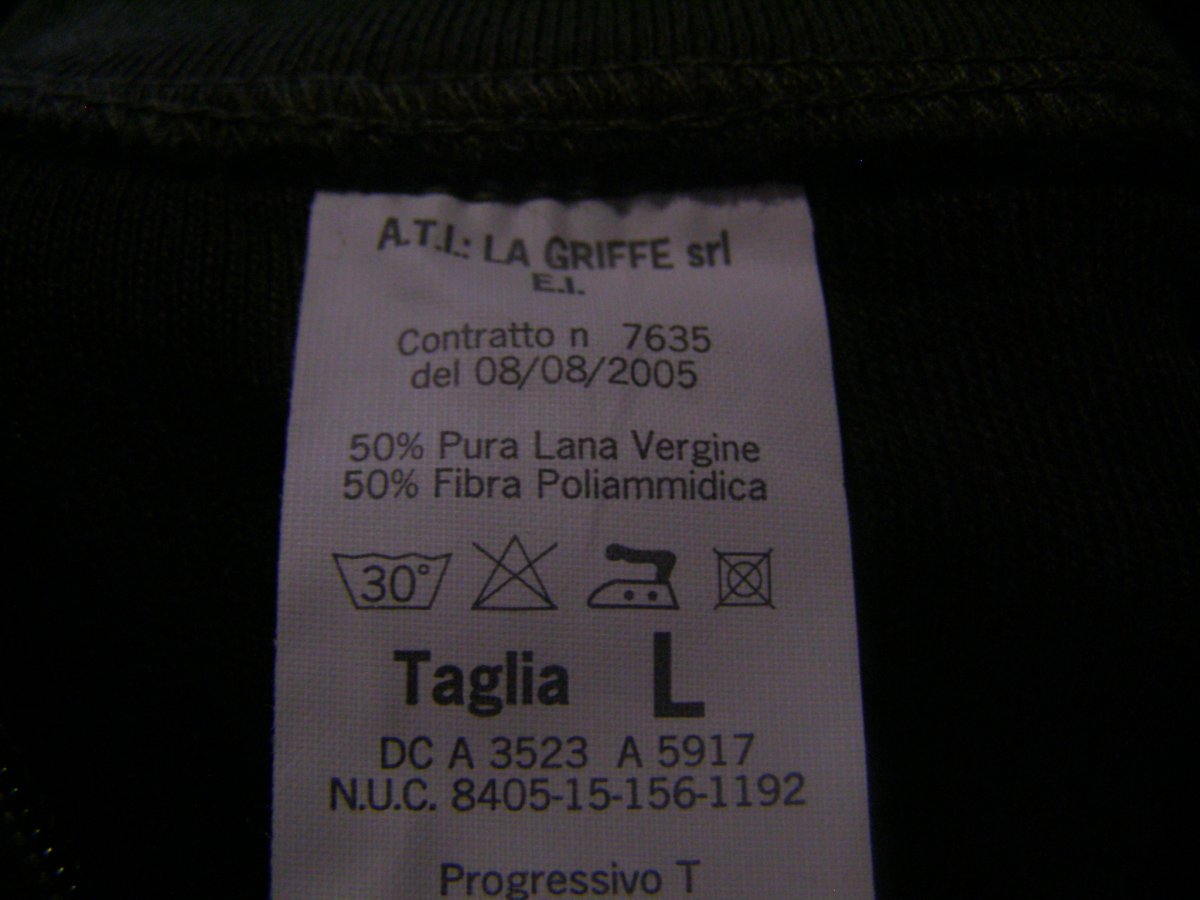 A.T.I.: LA GRIFFE srl
E.I.
Contratto n 7635
del 08/08/2005
50% Pura Lana Vergine
50% Fibra Poliammidica
30°
Taglia L
DC A 3523 A 5917
N.U.C. 8405-15-156-1192
Progressivo T